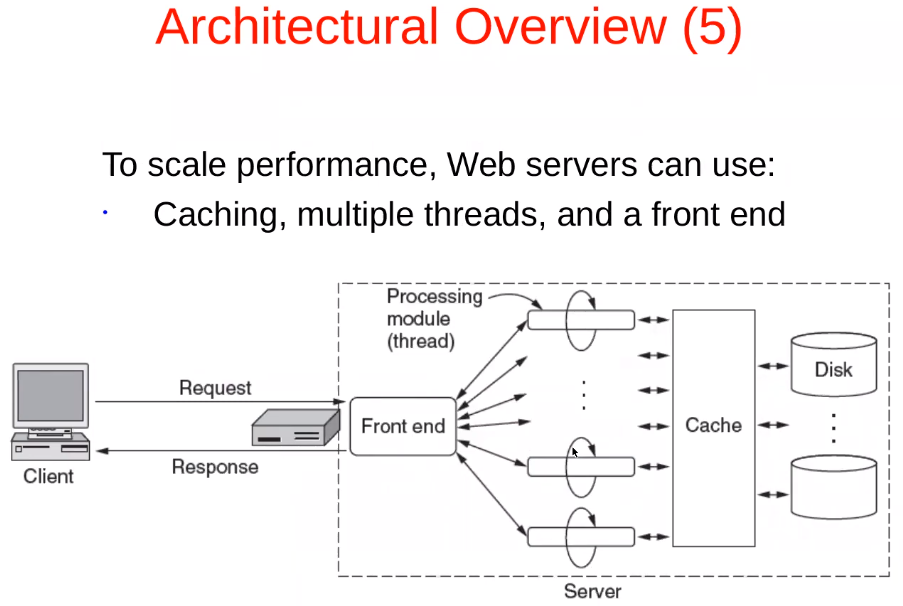 Architectural Overview (5)
To scale performance, Web servers can use:
• Caching, multiple threads, and a front end
Processing
module
(thread)
Request
Front end
Response
Client
Cache
Disk
Server